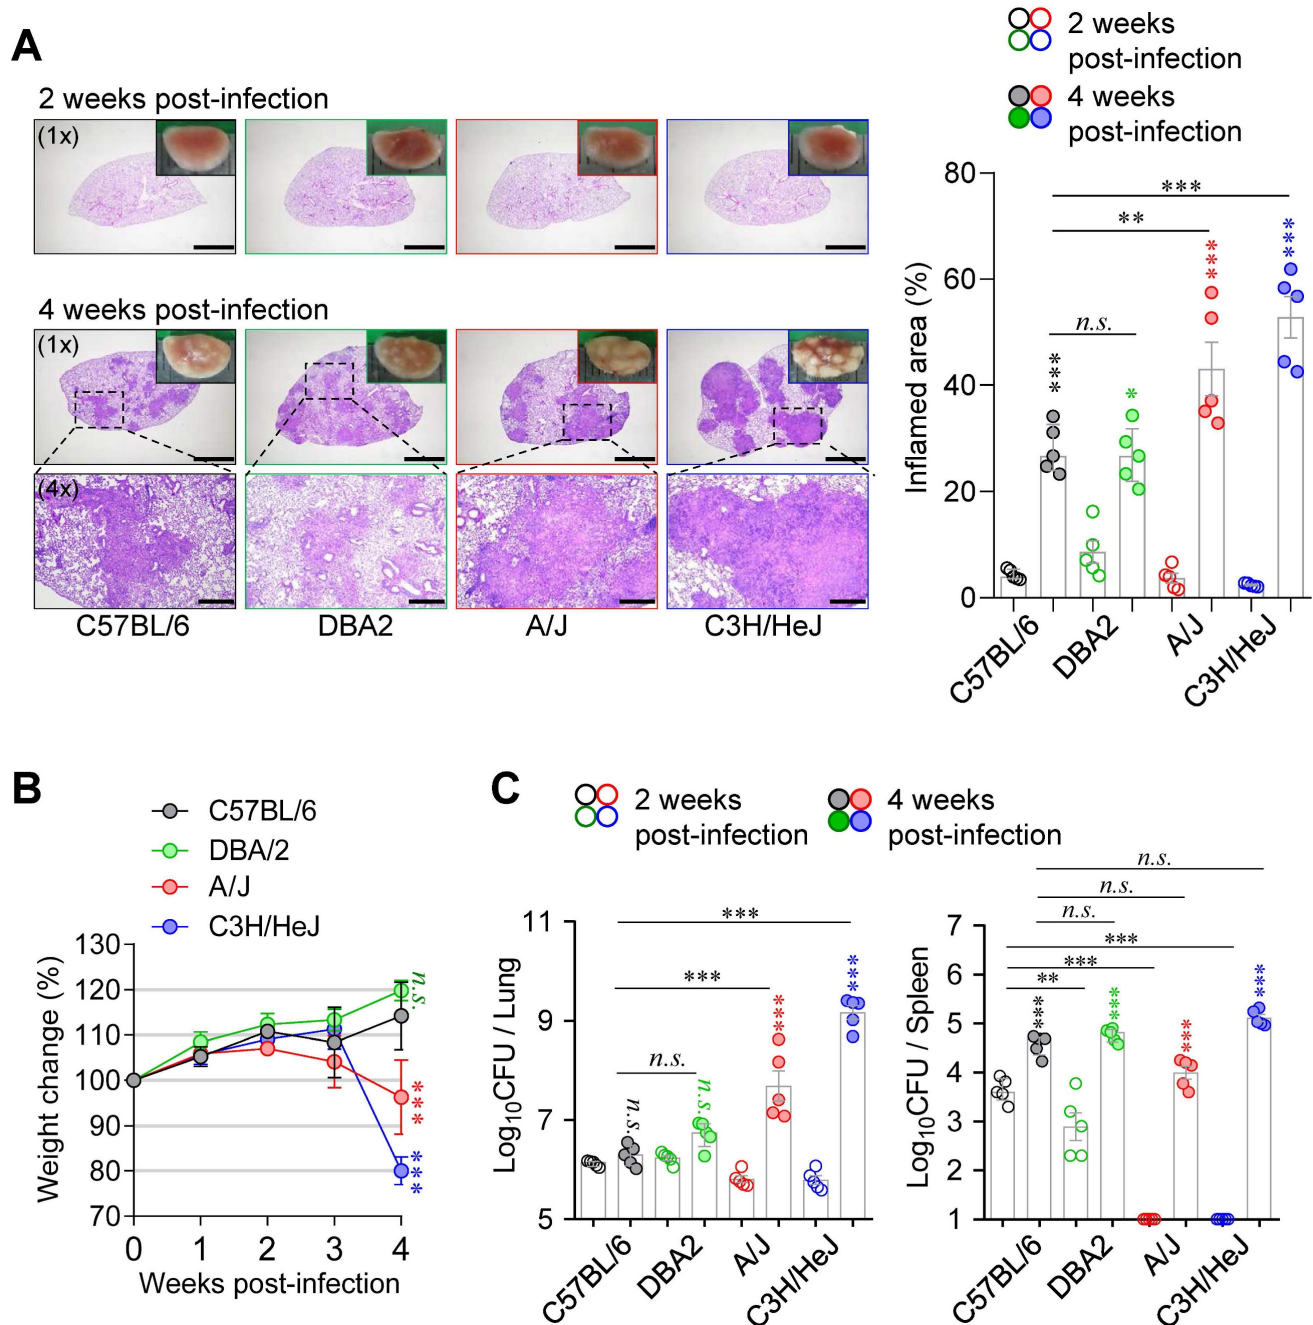 A
2 weeks
post-infection
4 weeks
post-infection
2 weeks post-infection
(1x)
4 weeks post-infection
(1x)
(4x)
C57BL/6
DBA2
A/J
C3H/HeJ
Inflamed area (%)
80
60
40
20
0
***
**
n.s.
***
*
***
***
C57BL/6
DBA2
A/J
C3H/HeJ
B
C57BL/6
DBA/2
A/J
C3H/HeJ
Weight change (%)
130
120
110
100
90
80
70
n.s.
***
***
0 1 2 3 4
Weeks post-infection
C
2 weeks
post-infection
4 weeks
post-infection
Log10CFU / Lung
11
9
7
5
***
***
n.s.
n.s.
n.s.
***
***
C57BL/6
DBA2
A/J
C3H/HeJ
Log10CFU / Spleen
7
6
5
4
3
2
1
n.s.
n.s.
n.s.
***
***
**
***
***
***
***
C57BL/6
DBA2
A/J
C3H/HeJ